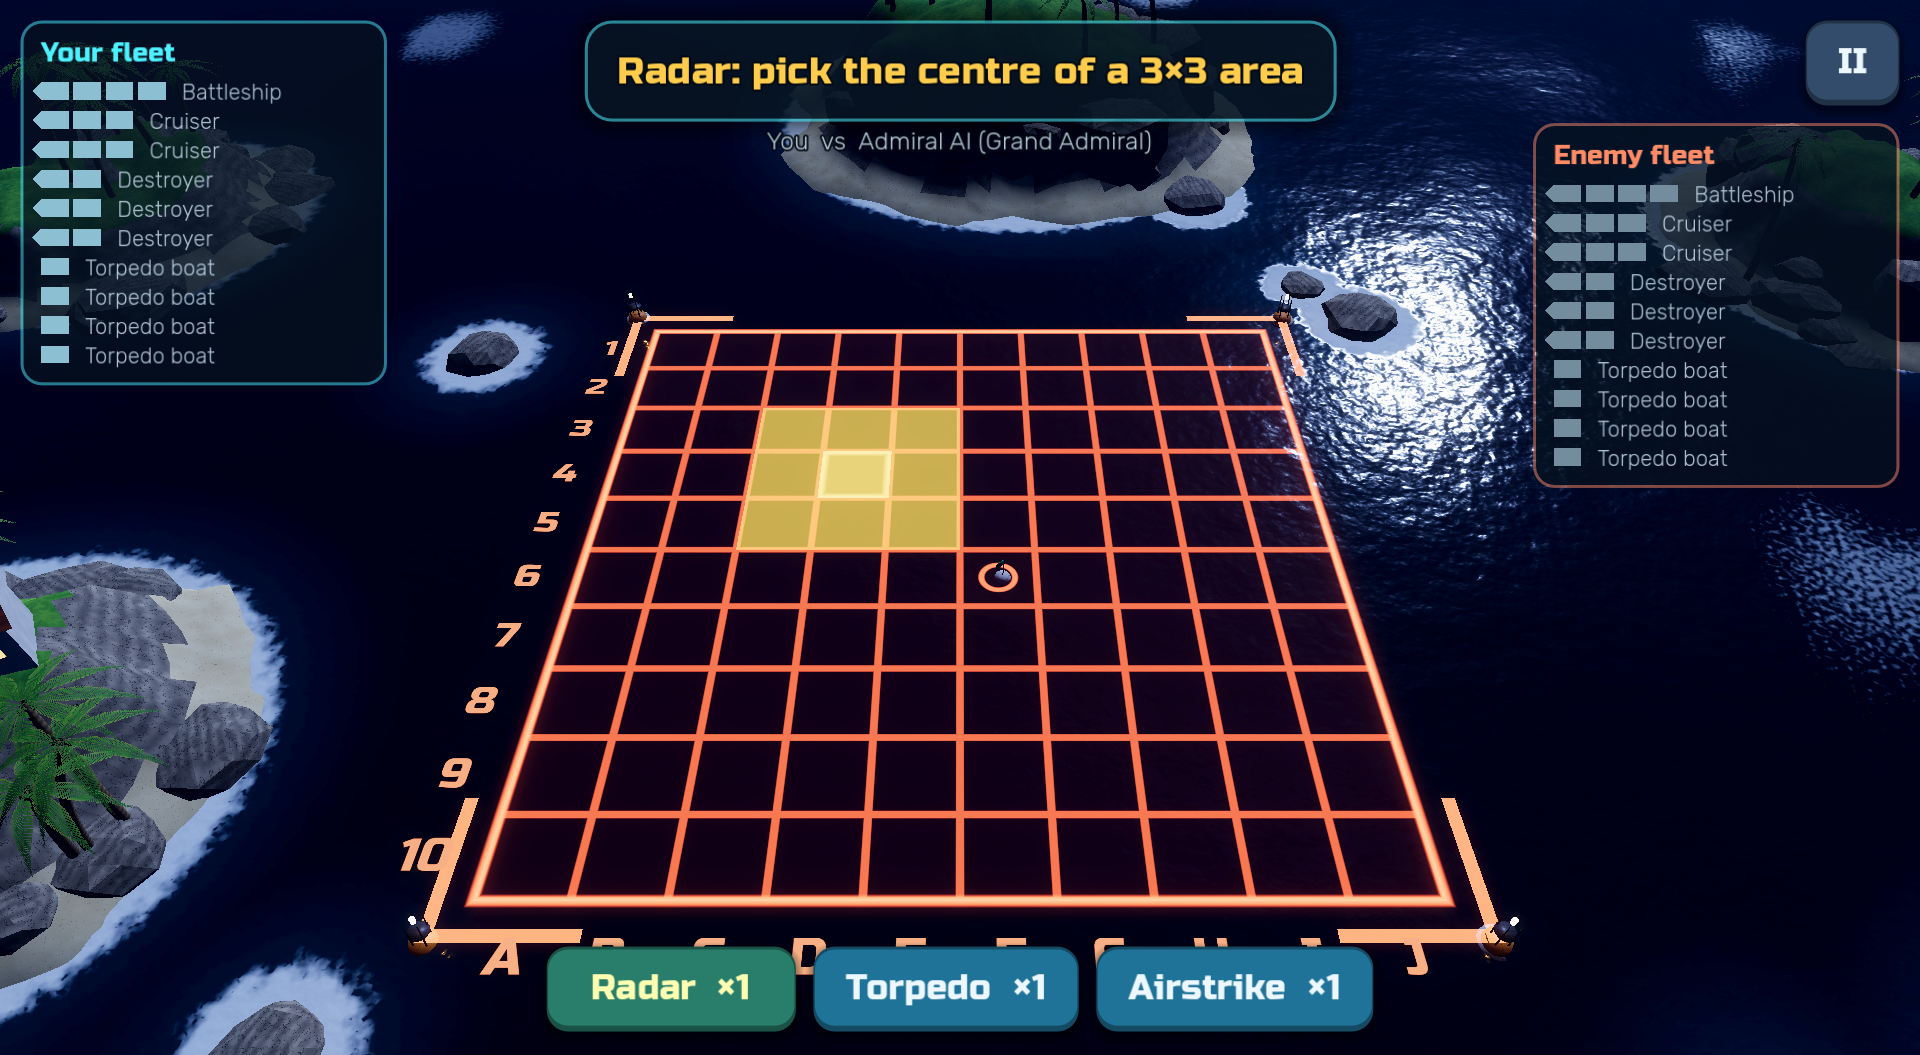 Your fleet
Battleship
Cruiser
Cruiser
Destroyer
Destroyer
Destroyer
Torpedo boat
Torpedo boat
Torpedo boat
Torpedo boat
Radar: pick the centre of a 3×3 area
You vs Admiral AI (Grand Admiral)
II
Enemy fleet
Battleship
Cruiser
Cruiser
Destroyer
Destroyer
Destroyer
Torpedo boat
Torpedo boat
Torpedo boat
Torpedo boat
1
2
3
4
5
6
7
8
9
10
A D J
Radar ×1
Torpedo ×1
Airstrike ×1